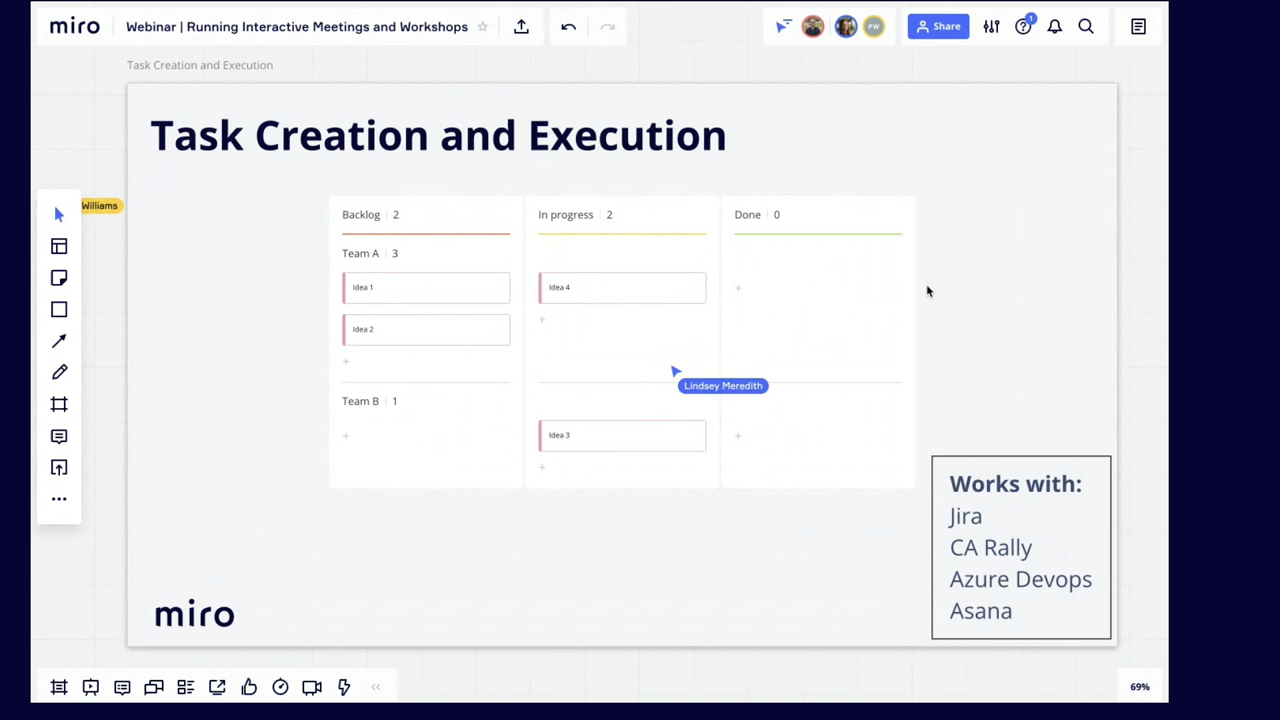 miro
Webinar | Running Interactive Meetings and Workshops
PW
Share
1
Task Creation and Execution
Task Creation and Execution
Williams
Backlog 2
In progress 2
Done 0
Team A 3
Idea 1
Idea 4
+
Idea 2
+
+
Lindsey Meredith
Team B 1
+
Idea 3
+
+
Works with:
Jira
CA Rally
Azure Devops
Asana
miro
69%